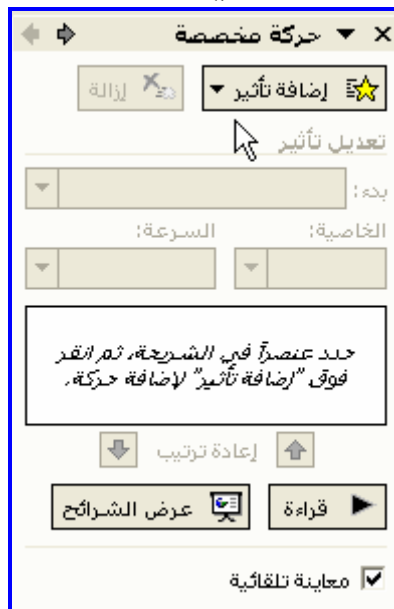 حركة مخصصة
إضافة تأثير إزالة
تعديل تأثير
بدء:
الخاصية: السرعة:
حدد عنصراً في الشريحة، ثم انقر
فوق "إضافة تأثير" لإضافة حركة.
إعادة ترتيب
قراءة عرض الشرائح
معاينة تلقائية